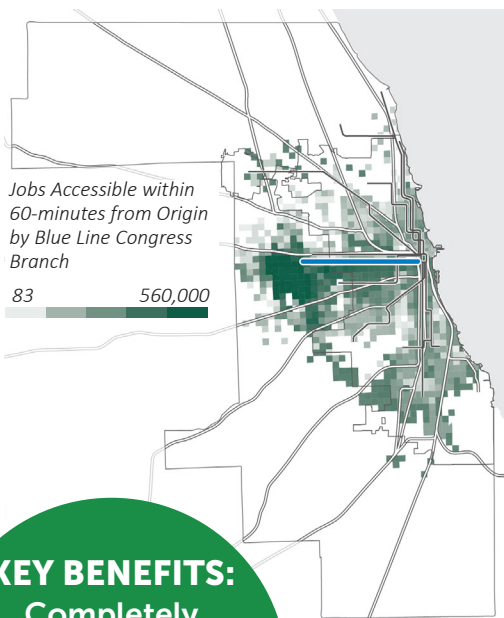 Jobs Accessible within
60-minutes from Origin
by Blue Line Congress
Branch
83 560,000
KEY BENEFITS:
Completely